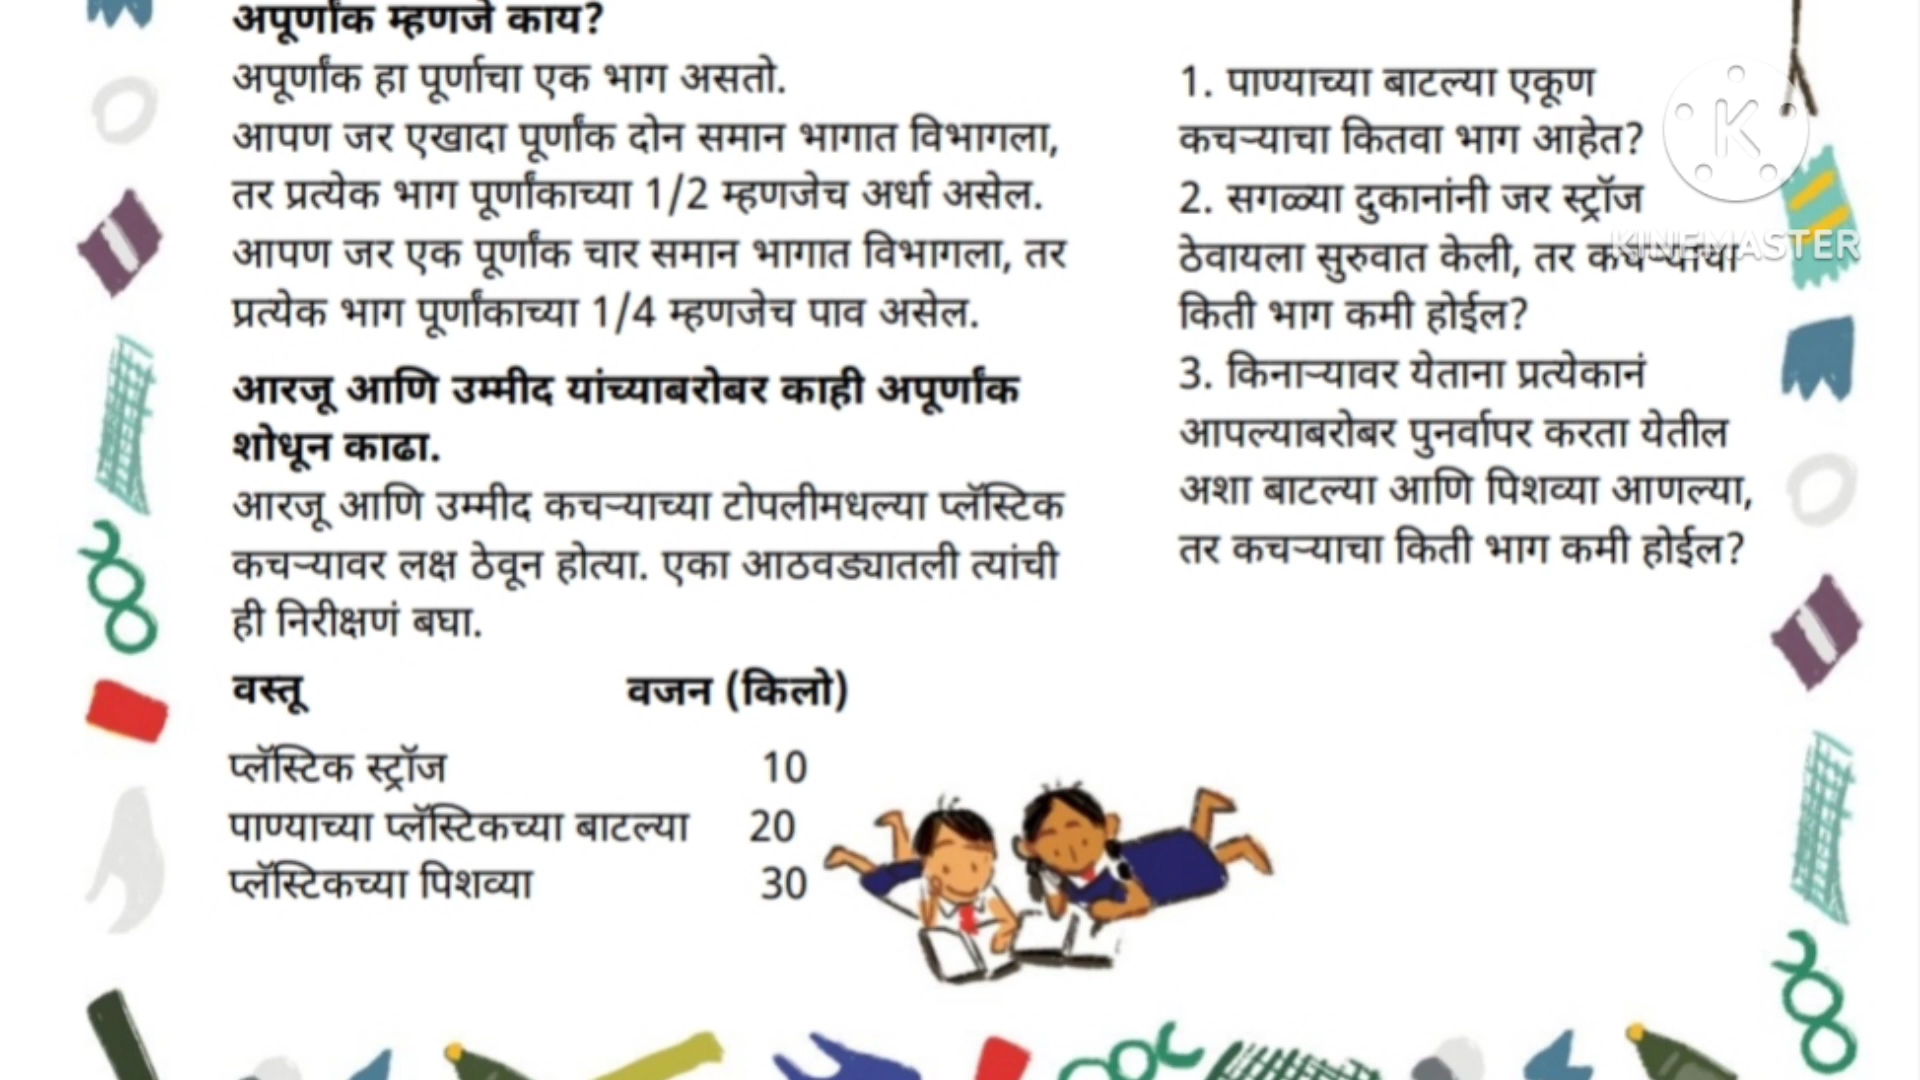 अपूर्णांक म्हणजे काय?
अपूर्णांक हा पूर्णाचा एक भाग असतो.
आपण जर एखादा पूर्णांक दोन समान भागात विभागला,
तर प्रत्येक भाग पूर्णांकाच्या 1/2 म्हणजेच अर्धा असेल.
आपण जर एक पूर्णांक चार समान भागात विभागला, तर
प्रत्येक भाग पूर्णांकाच्या 1/4 म्हणजेच पाव असेल.
आरजू आणि उम्मीद यांच्याबरोबर काही अपूर्णांक
शोधून काढा.
आरजू आणि उम्मीद कचऱ्याच्या टोपलीमधल्या प्लॅस्टिक
कचऱ्यावर लक्ष ठेवून होत्या. एका आठवड्यातली त्यांची
ही निरीक्षणं बघा.
वस्तू वजन (किलो)
प्लॅस्टिक स्ट्रॉज 10
पाण्याच्या प्लॅस्टिकच्या बाटल्या 20
प्लॅस्टिकच्या पिशव्या 30
1. पाण्याच्या बाटल्या एकूण
कचऱ्याचा कितवा भाग आहेत?
2. सगळ्या दुकानांनी जर स्ट्रॉज
ठेवायला सुरुवात केली, तर कचऱ्याचा
किती भाग कमी होईल?
3. किनाऱ्यावर येताना प्रत्येकानं
आपल्याबरोबर पुनर्वापर करता येतील
अशा बाटल्या आणि पिशव्या आणल्या,
तर कचऱ्याचा किती भाग कमी होईल?
K
KINEMASTER